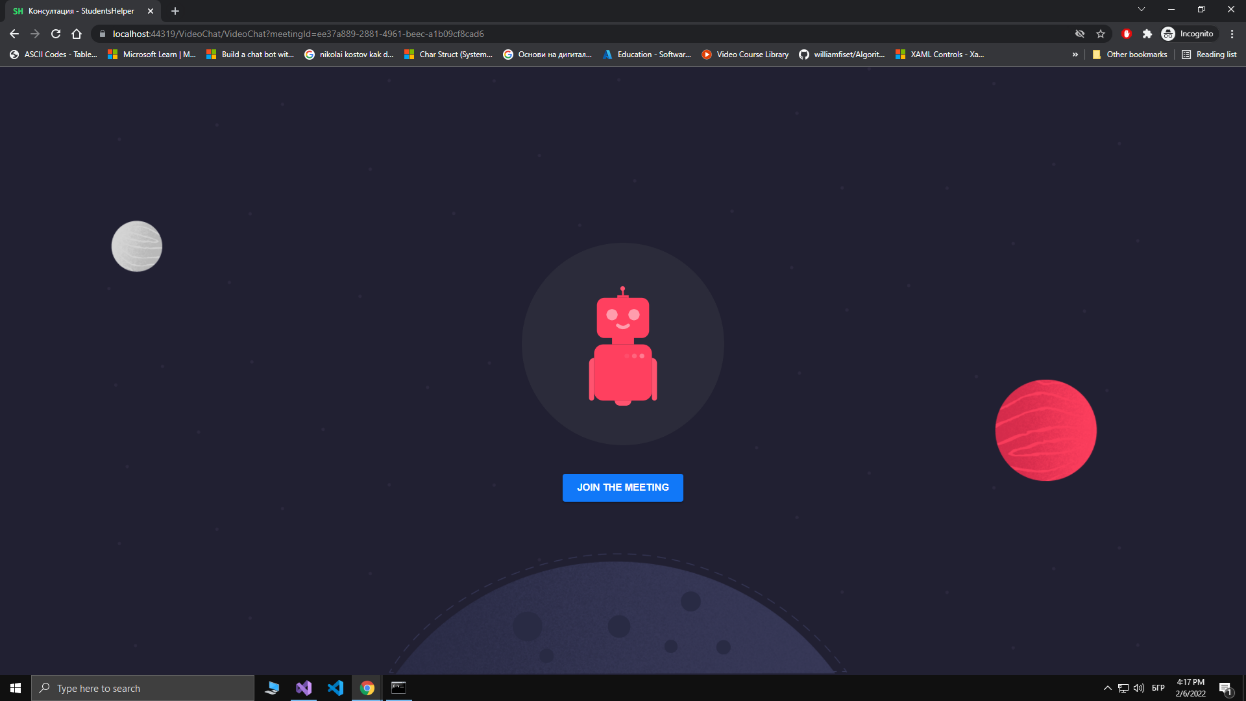 SH Консултация - StudentsHelper
localhost:44319/VideoChat/VideoChat?meetingId=ee37a889-2881-4961-beec-a1b09cf8cad6
Incognito
ASCII Codes - Table...
Microsoft Learn | M...
Build a chat bot wit...
nikolai kostov kak d...
Char Struct (System...
Основи на дигитал...
Education - Softwar...
Video Course Library
williamfiset/Algorit...
XAML Controls - Xa...
»
Other bookmarks
Reading list
JOIN THE MEETING
Type here to search
БГР
4:17 PM
2/6/2022
1